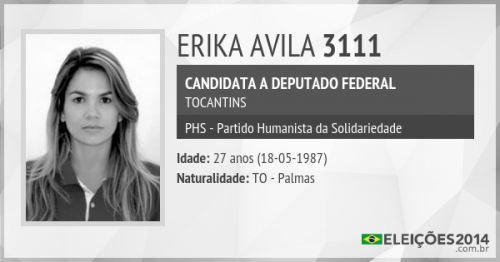 ERIKA AVILA 3111
CANDIDATA A DEPUTADO FEDERAL
TOCANTINS
PHS - Partido Humanista da Solidariedade
Idade: 27 anos (18-05-1987)
Naturalidade: TO - Palmas
ELEIÇÕES2014
.com.br